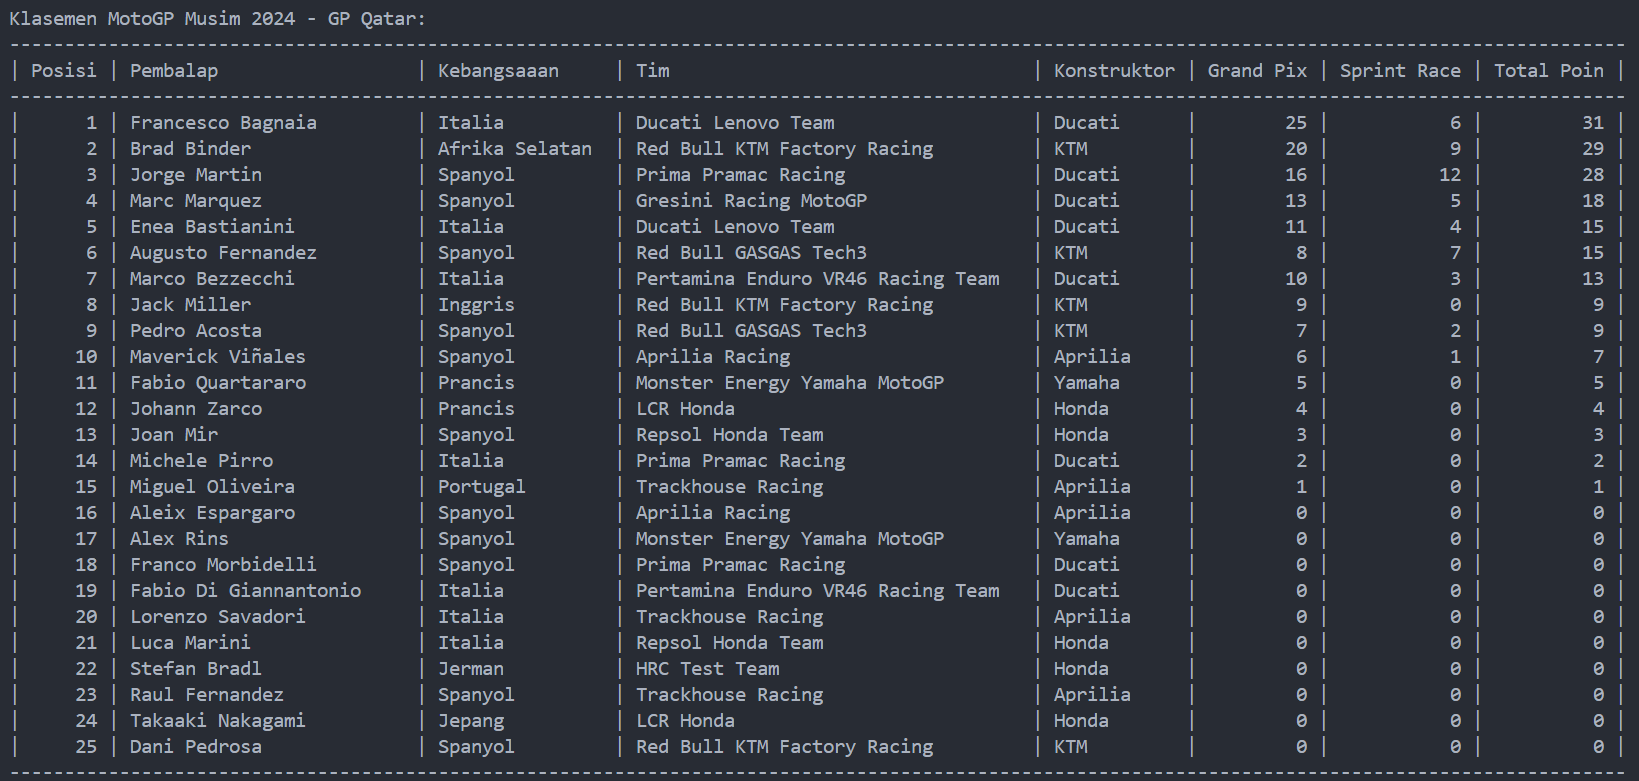 Klasemen MotoGP Musim 2024 - GP Qatar:
---------------------------------------------------------------------------------------------------------------------------------------------------
| Posisi | Pembalap                  | Kebangsaaan     | Tim                                 | Konstruktor | Grand Pix | Sprint Race | Total Poin |
---------------------------------------------------------------------------------------------------------------------------------------------------
|      1 | Francesco Bagnaia         | Italia          | Ducati Lenovo Team                  | Ducati      |        25 |           6 |         31 |
|      2 | Brad Binder               | Afrika Selatan  | Red Bull KTM Factory Racing         | KTM         |        20 |           9 |         29 |
|      3 | Jorge Martin              | Spanyol         | Prima Pramac Racing                 | Ducati      |        16 |          12 |         28 |
|      4 | Marc Marquez              | Spanyol         | Gresini Racing MotoGP               | Ducati      |        13 |           5 |         18 |
|      5 | Enea Bastianini           | Italia          | Ducati Lenovo Team                  | Ducati      |        11 |           4 |         15 |
|      6 | Augusto Fernandez         | Spanyol         | Red Bull GASGAS Tech3               | KTM         |         8 |           7 |         15 |
|      7 | Marco Bezzecchi           | Italia          | Pertamina Enduro VR46 Racing Team   | Ducati      |        10 |           3 |         13 |
|      8 | Jack Miller               | Inggris         | Red Bull KTM Factory Racing         | KTM         |         9 |           0 |          9 |
|      9 | Pedro Acosta              | Spanyol         | Red Bull GASGAS Tech3               | KTM         |         7 |           2 |          9 |
|     10 | Maverick Viñales          | Spanyol         | Aprilia Racing                      | Aprilia     |         6 |           1 |          7 |
|     11 | Fabio Quartararo          | Prancis         | Monster Energy Yamaha MotoGP        | Yamaha      |         5 |           0 |          5 |
|     12 | Johann Zarco              | Prancis         | LCR Honda                           | Honda       |         4 |           0 |          4 |
|     13 | Joan Mir                  | Spanyol         | Repsol Honda Team                   | Honda       |         3 |           0 |          3 |
|     14 | Michele Pirro             | Italia          | Prima Pramac Racing                 | Ducati      |         2 |           0 |          2 |
|     15 | Miguel Oliveira           | Portugal        | Trackhouse Racing                   | Aprilia     |         1 |           0 |          1 |
|     16 | Aleix Espargaro           | Spanyol         | Aprilia Racing                      | Aprilia     |         0 |           0 |          0 |
|     17 | Alex Rins                 | Spanyol         | Monster Energy Yamaha MotoGP        | Yamaha      |         0 |           0 |          0 |
|     18 | Franco Morbidelli         | Spanyol         | Prima Pramac Racing                 | Ducati      |         0 |           0 |          0 |
|     19 | Fabio Di Giannantonio     | Italia          | Pertamina Enduro VR46 Racing Team   | Ducati      |         0 |           0 |          0 |
|     20 | Lorenzo Savadori          | Italia          | Trackhouse Racing                   | Aprilia     |         0 |           0 |          0 |
|     21 | Luca Marini               | Italia          | Repsol Honda Team                   | Honda       |         0 |           0 |          0 |
|     22 | Stefan Bradl              | Jerman          | HRC Test Team                       | Honda       |         0 |           0 |          0 |
|     23 | Raul Fernandez            | Spanyol         | Trackhouse Racing                   | Aprilia     |         0 |           0 |          0 |
|     24 | Takaaki Nakagami          | Jepang          | LCR Honda                           | Honda       |         0 |           0 |          0 |
|     25 | Dani Pedrosa              | Spanyol         | Red Bull KTM Factory Racing         | KTM         |         0 |           0 |          0 |
---------------------------------------------------------------------------------------------------------------------------------------------------